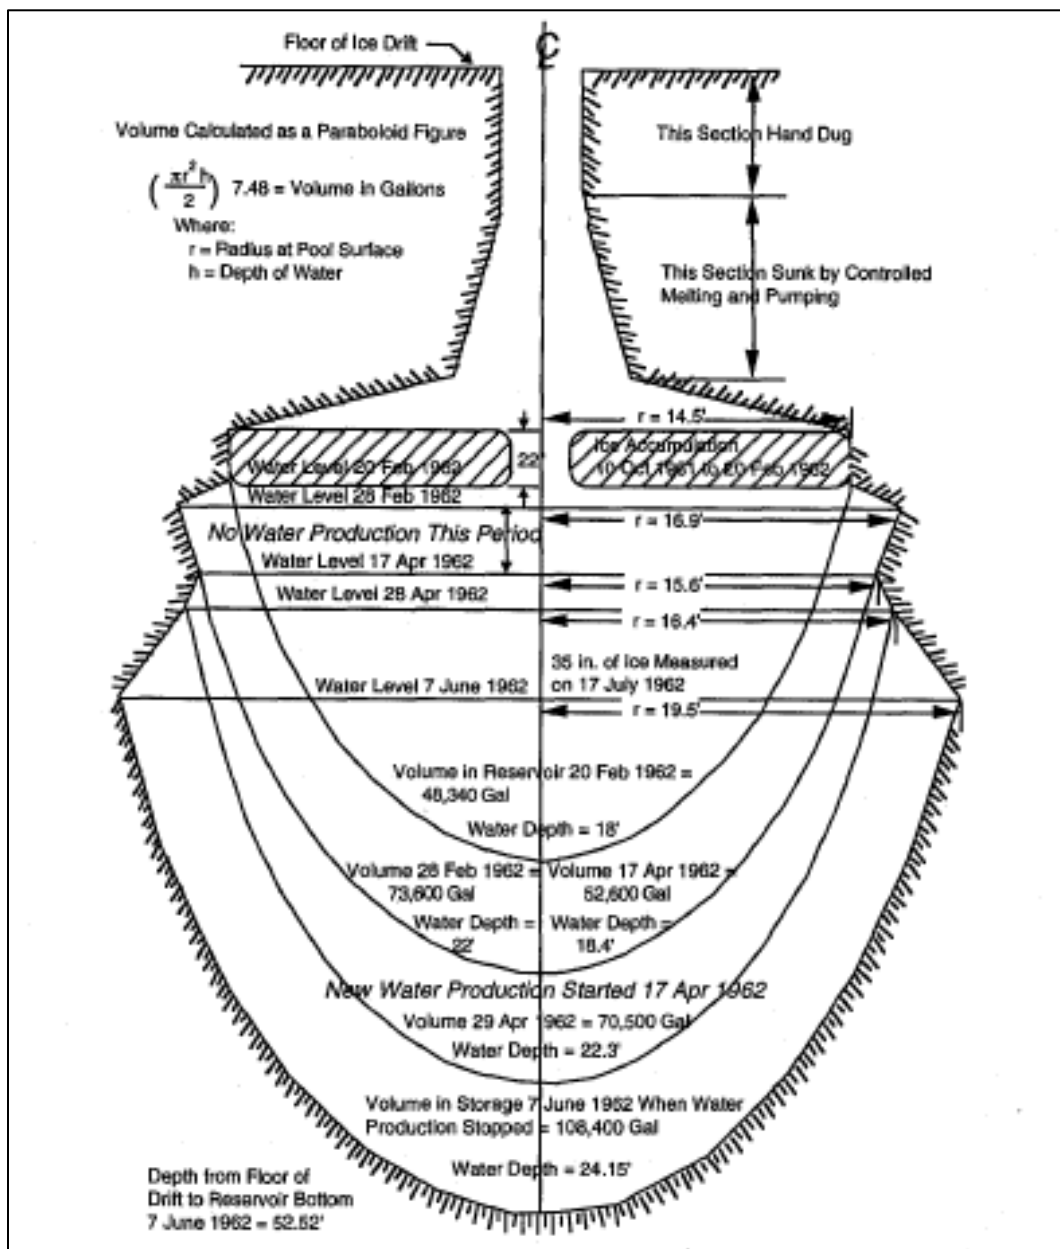 ℄
Floor of Ice Drift
Volume Calculated as a Paraboloid Figure
(πr²h/2) 7.48 = Volume in Gallons
Where:
r = Radius at Pool Surface
h = Depth of Water
This Section Hand Dug
This Section Sunk by Controlled
Melting and Pumping
r = 14.5'
Ice Accumulation
10 Oct 1961 to 20 Feb 1962
22'
Water Level 20 Feb 1962
Water Level 28 Feb 1962
r = 16.9'
No Water Production This Period
Water Level 17 Apr 1962
r = 15.6'
Water Level 28 Apr 1962
r = 16.4'
35 in. of Ice Measured
on 17 July 1962
Water Level 7 June 1962
r = 19.5'
Volume in Reservoir 20 Feb 1962 =
48,340 Gal
Water Depth = 18'
Volume 28 Feb 1962 =
73,600 Gal
Water Depth =
22'
Volume 17 Apr 1962 =
52,600 Gal
Water Depth =
18.4'
New Water Production Started 17 Apr 1962
Volume 29 Apr 1962 = 70,500 Gal
Water Depth = 22.3'
Volume in Storage 7 June 1962 When Water
Production Stopped = 108,400 Gal
Water Depth = 24.15'
Depth from Floor of
Drift to Reservoir Bottom
7 June 1962 = 52.52'